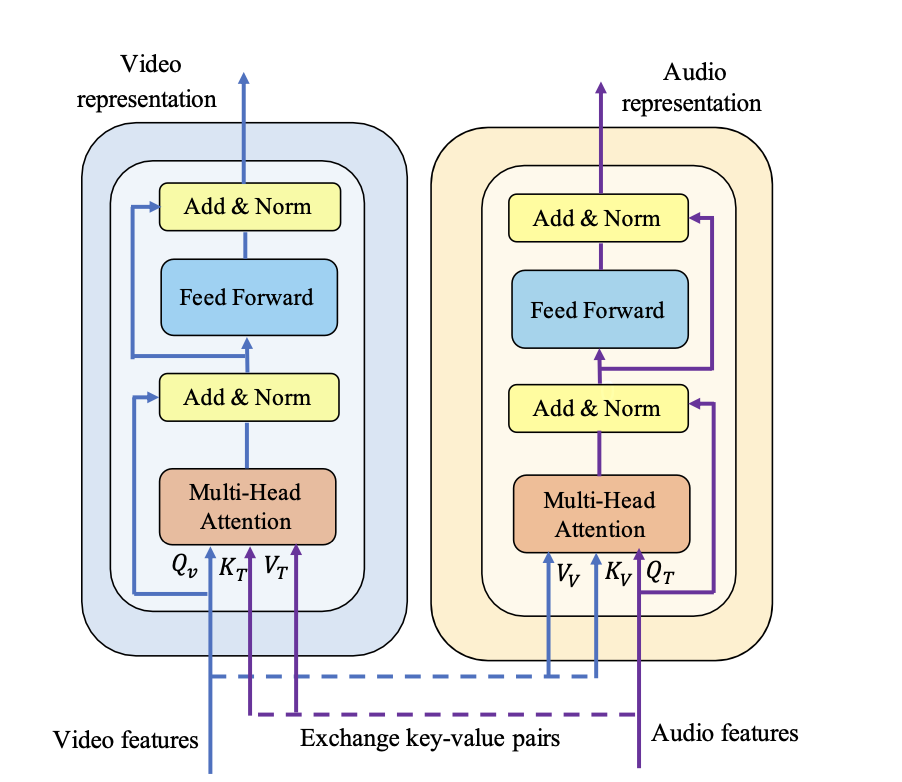 Video
representation
Add & Norm
Feed Forward
Add & Norm
Multi-Head
Attention
Q_v K_T V_T
Video features
Audio
representation
Add & Norm
Feed Forward
Add & Norm
Multi-Head
Attention
V_V K_V Q_T
Exchange key-value pairs
Audio features